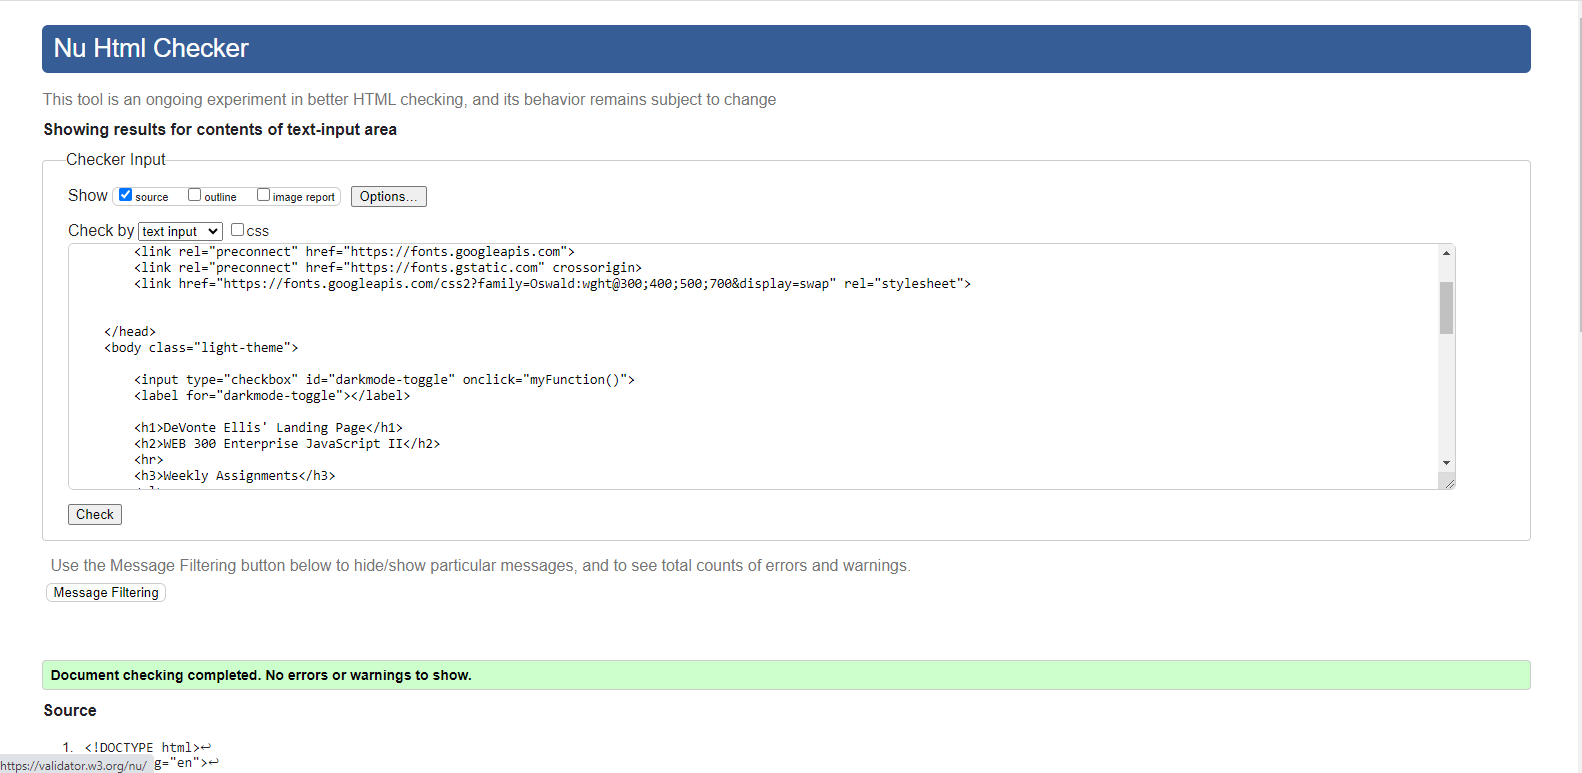 Nu Html Checker
This tool is an ongoing experiment in better HTML checking, and its behavior remains subject to change
Showing results for contents of text-input area
Checker Input
Show source outline image report Options...
Check by text input css
<link rel="preconnect" href="https://fonts.googleapis.com">
<link rel="preconnect" href="https://fonts.gstatic.com" crossorigin>
<link href="https://fonts.googleapis.com/css2?family=Oswald:wght@300;400;500;700&display=swap" rel="stylesheet">
</head>
<body class="light-theme">
<input type="checkbox" id="darkmode-toggle" onclick="myFunction()">
<label for="darkmode-toggle"></label>
<h1>DeVonte Ellis' Landing Page</h1>
<h2>WEB 300 Enterprise JavaScript II</h2>
<hr>
<h3>Weekly Assignments</h3>
Check
Use the Message Filtering button below to hide/show particular messages, and to see total counts of errors and warnings.
Message Filtering
Document checking completed. No errors or warnings to show.
Source
1. <!DOCTYPE html>↩
g="en">↩
https://validator.w3.org/nu/